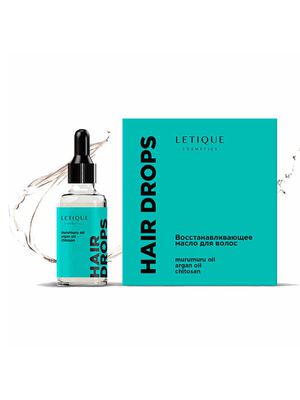 LETIQUE
COSMETICS
HAIR DROPS
Восстанавливающее
масло для волос
murumuru oil
argan oil
chitosan
LETIQUE
COSMETICS
murumuru oil
argan oil
chitosan
HAIR
DROPS